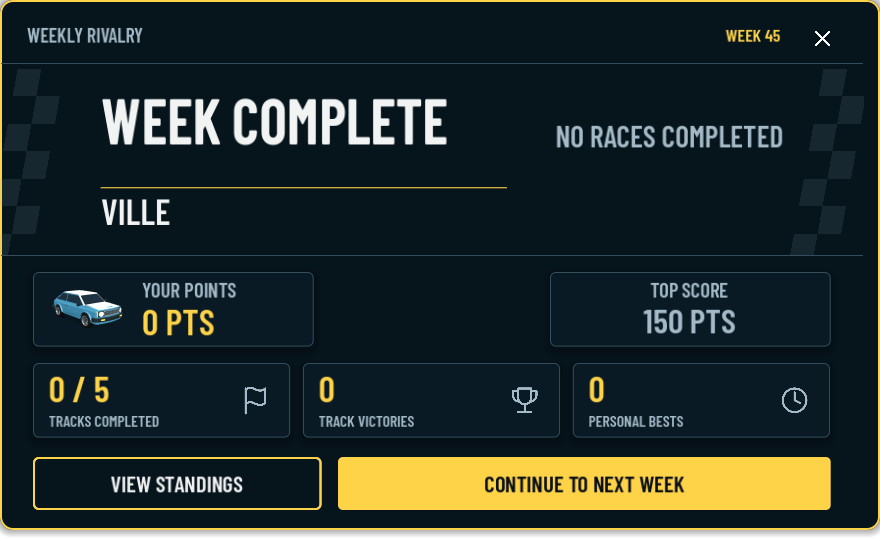 WEEKLY RIVALRY
WEEK 45
WEEK COMPLETE
NO RACES COMPLETED
VILLE
YOUR POINTS
0 PTS
TOP SCORE
150 PTS
0 / 5
TRACKS COMPLETED
0
TRACK VICTORIES
0
PERSONAL BESTS
VIEW STANDINGS
CONTINUE TO NEXT WEEK